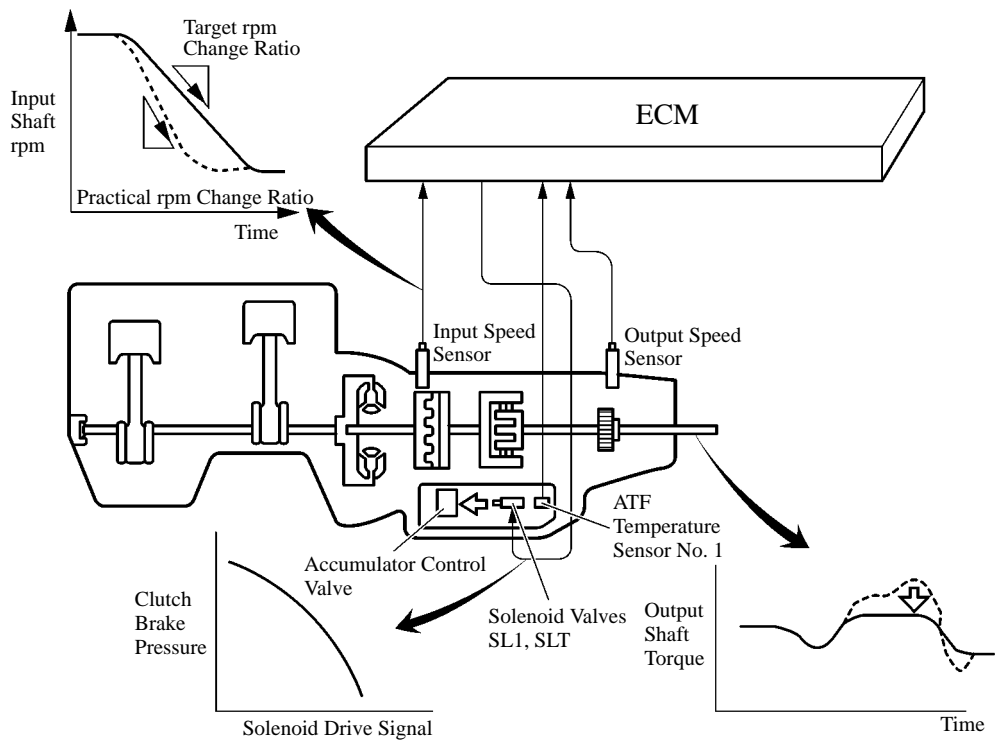 Target rpm
Change Ratio
Input
Shaft
rpm
Practical rpm Change Ratio
Time
ECM
Input Speed
Sensor
Output Speed
Sensor
ATF
Temperature
Sensor No. 1
Accumulator Control
Valve
Solenoid Valves
SL1, SLT
Clutch
Brake
Pressure
Solenoid Drive Signal
Output
Shaft
Torque
Time